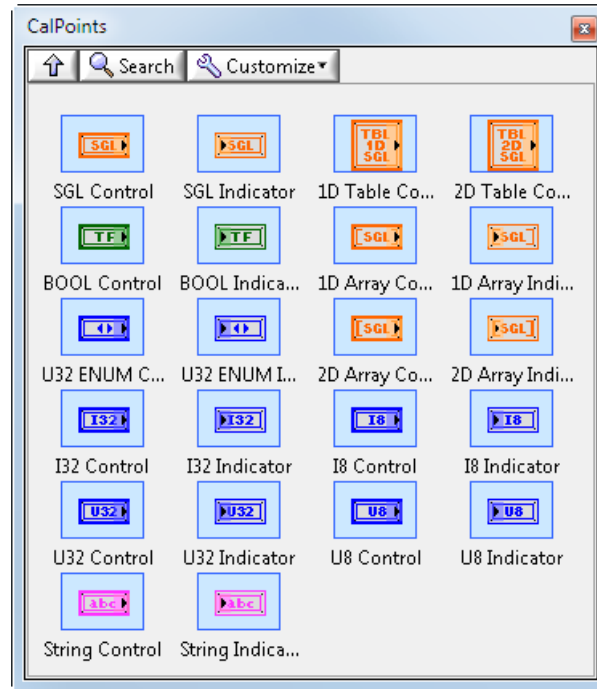 CalPoints
Search Customize
SGL SGL TBL 1D SGL TBL 2D SGL
SGL Control SGL Indicator 1D Table Co... 2D Table Co...
TF TF SGL SGL
BOOL Control BOOL Indica... 1D Array Co... 1D Array Indi...
SGL SGL
U32 ENUM C... U32 ENUM I... 2D Array Co... 2D Array Indi...
I32 I32 I8 I8
I32 Control I32 Indicator I8 Control I8 Indicator
U32 U32 U8 U8
U32 Control U32 Indicator U8 Control U8 Indicator
abc abc
String Control String Indica...